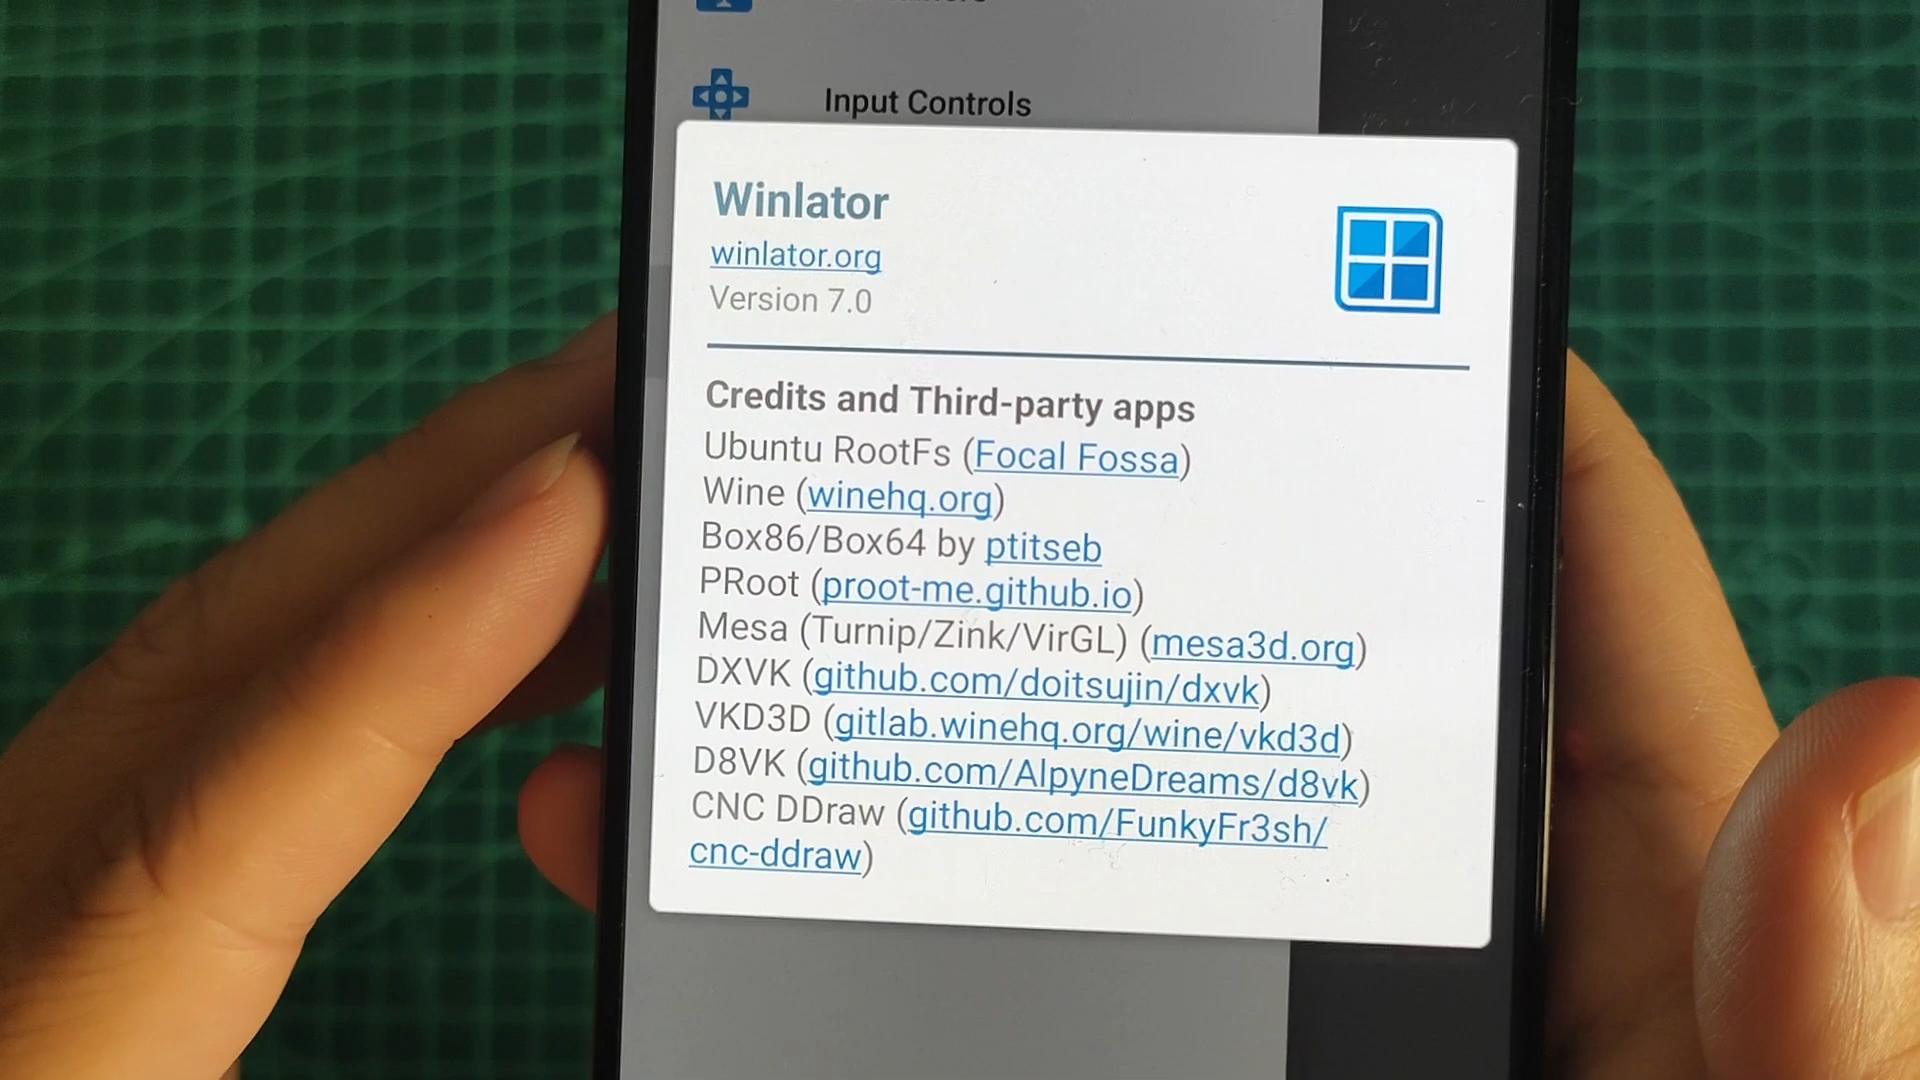 Input Controls
Winlator
winlator.org
Version 7.0
Credits and Third-party apps
Ubuntu RootFs (Focal Fossa)
Wine (winehq.org)
Box86/Box64 by ptitseb
PRoot (proot-me.github.io)
Mesa (Turnip/Zink/VirGL) (mesa3d.org)
DXVK (github.com/doitsujin/dxvk)
VKD3D (gitlab.winehq.org/wine/vkd3d)
D8VK (github.com/AlpyneDreams/d8vk)
CNC DDraw (github.com/FunkyFr3sh/
cnc-ddraw)